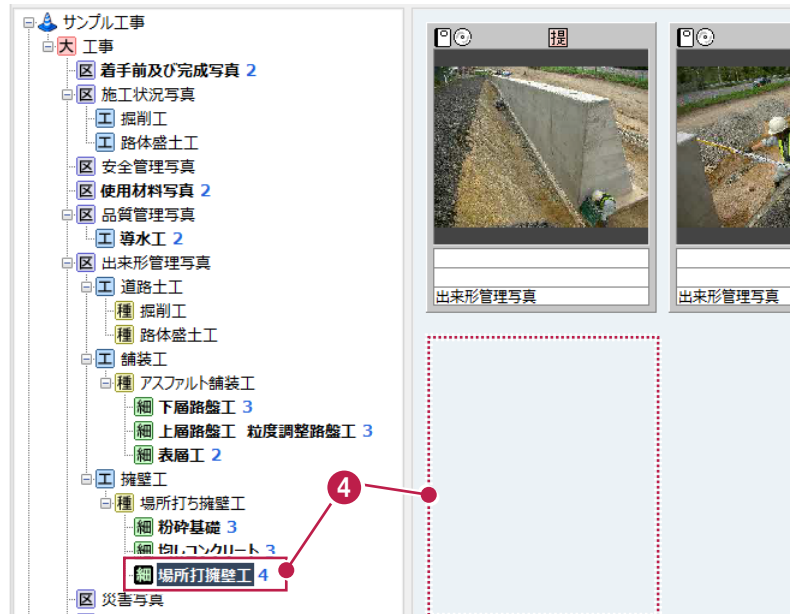 サンプル工事
大 工事
区 着手前及び完成写真 2
区 施工状況写真
工 掘削工
工 路体盛土工
区 安全管理写真
区 使用材料写真 2
区 品質管理写真
工 導水工 2
区 出来形管理写真
工 道路土工
種 掘削工
種 路体盛土工
工 舗装工
種 アスファルト舗装工
細 下層路盤工 3
細 上層路盤工 粒度調整路盤工 3
細 表層工 2
工 擁壁工
種 場所打ち擁壁工
細 粉砕基礎 3
細 均しコンクリート 3
細 場所打擁壁工 4
区 災害写真
提
出来形管理写真
出来形管理写真
4